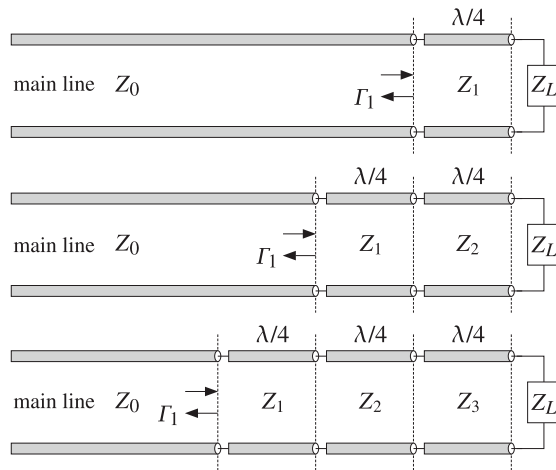 λ/4
main line Z0 Γ1 Z1 ZL
λ/4 λ/4
main line Z0 Γ1 Z1 Z2 ZL
λ/4 λ/4 λ/4
main line Z0 Γ1 Z1 Z2 Z3 ZL